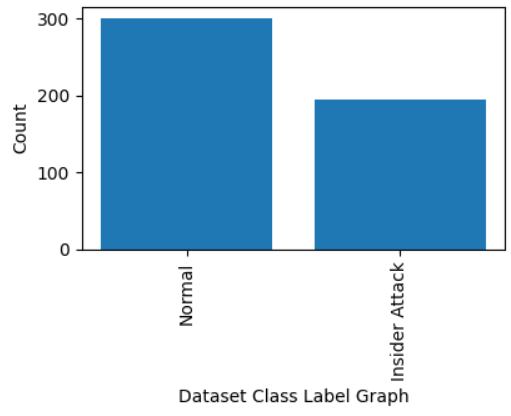 300
200
100
0
Count
Normal
Insider Attack
Dataset Class Label Graph